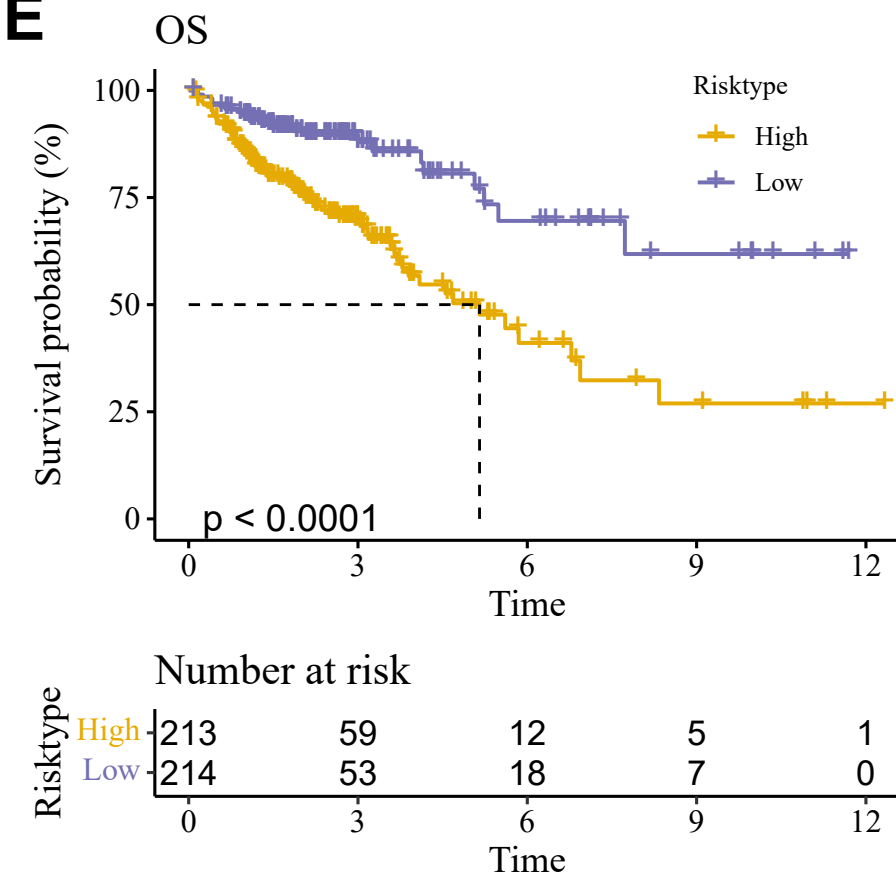 E
OS
Risktype
High
Low
Survival probability (%)
100
75
50
25
0
p < 0.0001
0 3 6 9 12
Time
Number at risk
Risktype
High 213 59 12 5 1
Low 214 53 18 7 0
0 3 6 9 12
Time